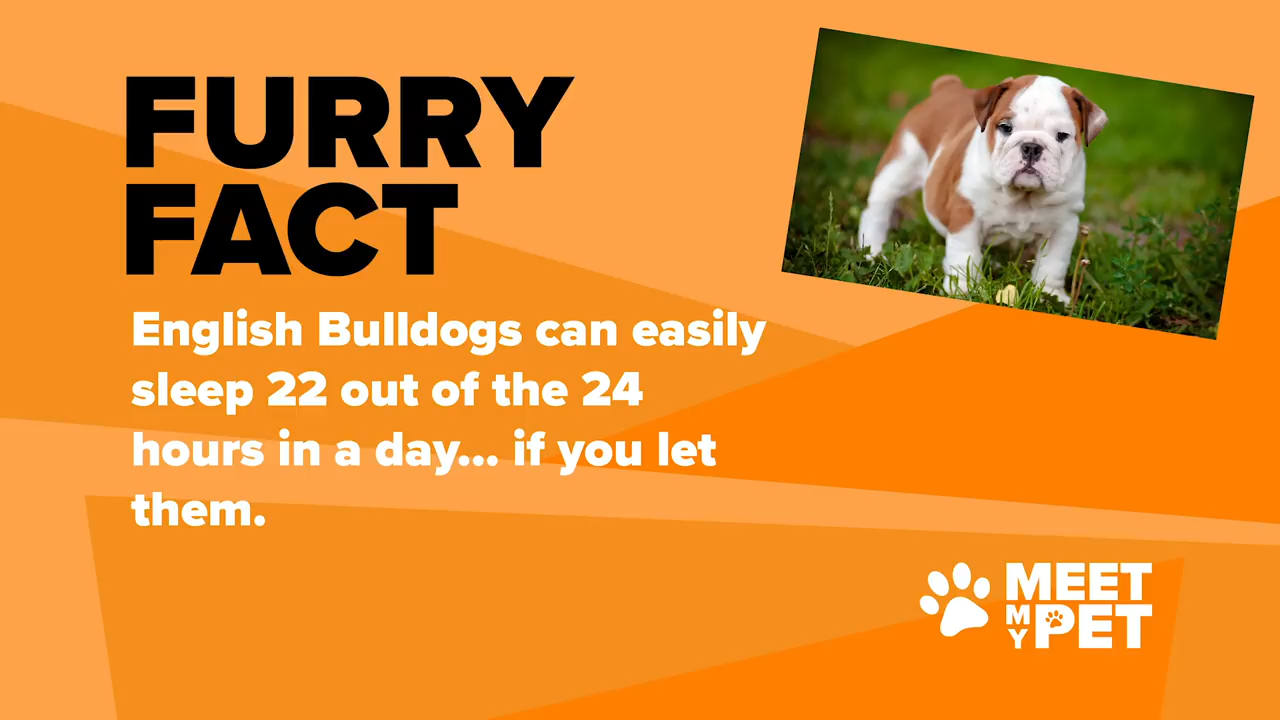 FURRY
FACT
English Bulldogs can easily
sleep 22 out of the 24
hours in a day... if you let
them.
MEET
MY PET